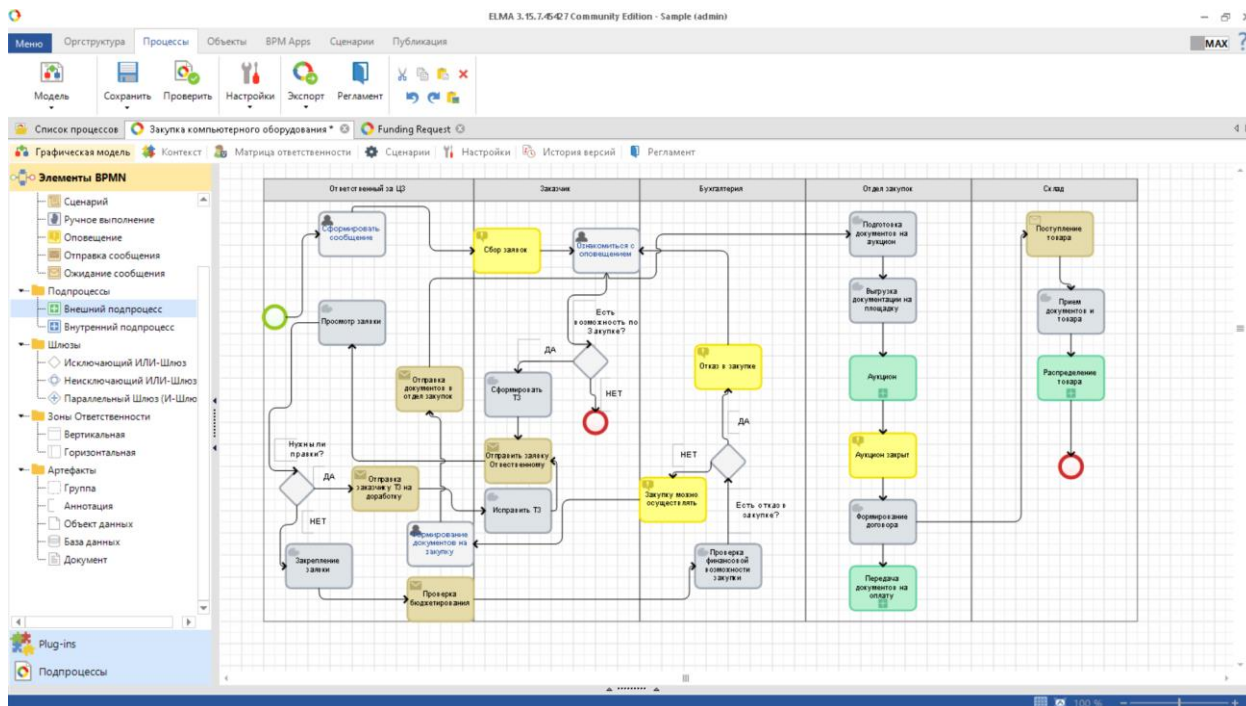 ELMA 3.15.7.45427 Community Edition - Sample (admin)
Меню Оргструктура Процессы Объекты BPM Apps Сценарии Публикация
MAX ?
Модель Сохранить Проверить Настройки Экспорт Регламент
Список процессов Закупка компьютерного оборудования * Funding Request
Графическая модель Контекст Матрица ответственности Сценарии Настройки История версий Регламент
Элементы BPMN
Сценарий
Ручное выполнение
Оповещение
Отправка сообщения
Ожидание сообщения
Подпроцессы
Внешний подпроцесс
Внутренний подпроцесс
Шлюзы
Исключающий ИЛИ-Шлюз
Неисключающий ИЛИ-Шлюз
Параллельный Шлюз (И-Шлю
Зоны Ответственности
Вертикальная
Горизонтальная
Артефакты
Группа
Аннотация
Объект данных
База данных
Документ
Plug-ins
Подпроцессы
Ответственный за ЦЗ
Заказчик
Бухгалтерия
Отдел закупок
Склад
Сформировать
сообщение
Сбор заявок
Ознакомиться с
оповещением
Просмотр заявки
Есть
возможность по
Закупке?
ДА
НЕТ
Отправка
документов в
отдел закупок
Сформировать
ТЗ
Нужны ли
правки?
ДА
НЕТ
Отправка
заказчику ТЗ на
доработку
Отправить заявку
Ответственному
Исправить ТЗ
Формирование
документов на
закупку
Закрепление
заявки
Проверка
бюджетирования
Отказ в закупке
ДА
НЕТ
Закупку можно
осуществлять
Есть отказ в
закупке?
Проверка
финансовой
возможности
закупки
Подготовка
документов на
аукцион
Выгрузка
документации на
площадку
Аукцион
Аукцион закрыт
Формирование
договора
Передача
документов на
оплату
Поступление
товара
Прием
документов и
товара
Распределение
товара
100 %